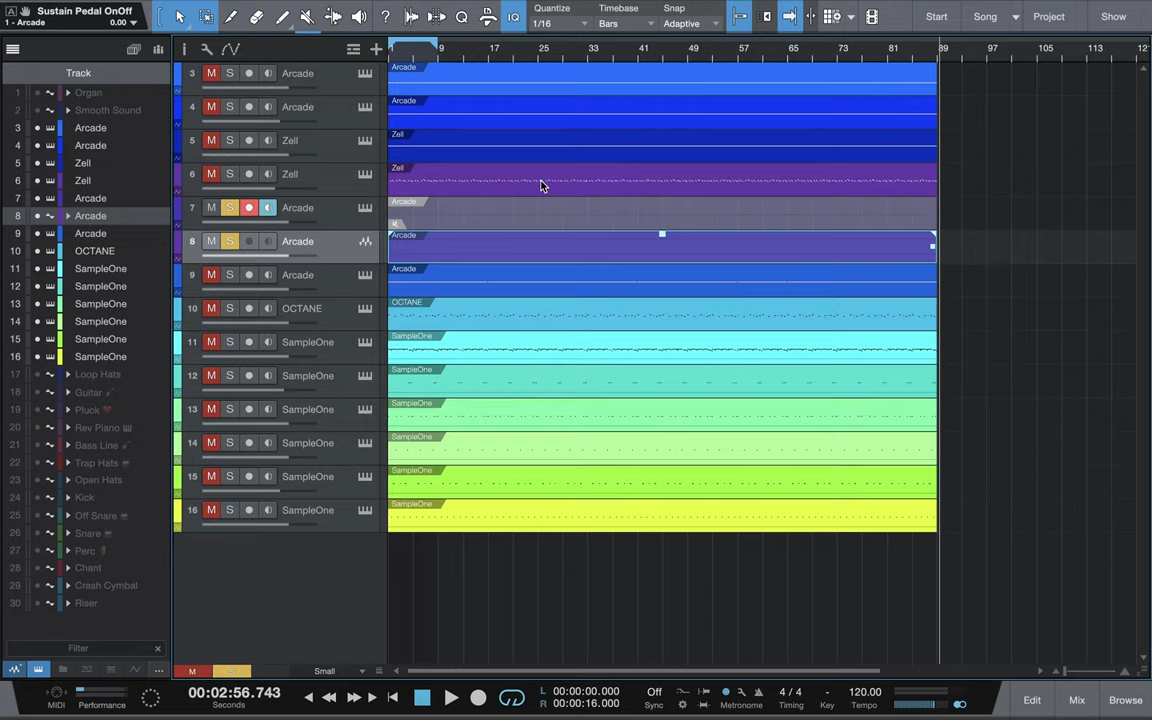 Sustain Pedal OnOff
1 - Arcade 0.00
IQ
Quantize
1/16
Timebase
Bars
Snap
Adaptive
Start Song Project Show
Track
1 9 17 25 33 41 49 57 65 73 81 89 97 105 113 12
1 Organ
2 Smooth Sound
3 Arcade
4 Arcade
5 Zell
6 Zell
7 Arcade
8 Arcade
9 Arcade
10 OCTANE
11 SampleOne
12 SampleOne
13 SampleOne
14 SampleOne
15 SampleOne
16 SampleOne
17 Loop Hats
18 Guitar
19 Pluck
20 Rev Piano
21 Bass Line
22 Trap Hats
23 Open Hats
24 Kick
25 Off Snare
26 Snare
27 Perc
28 Chant
29 Crash Cymbal
30 Riser
Filter
3 M S Arcade
4 M S Arcade
5 M S Zell
6 M S Zell
7 M S Arcade
8 M S Arcade
9 M S Arcade
10 M S OCTANE
11 M S SampleOne
12 M S SampleOne
13 M S SampleOne
14 M S SampleOne
15 M S SampleOne
16 M S SampleOne
Arcade
Arcade
Zell
Zell
Arcade
Arcade
Arcade
OCTANE
SampleOne
SampleOne
SampleOne
SampleOne
SampleOne
SampleOne
M S Small
MIDI Performance
00:02:56.743
Seconds
L 00:00:00.000
R 00:00:16.000
Off
Sync
Metronome
4 / 4
Timing
-
Key
120.00
Tempo
Edit Mix Browse